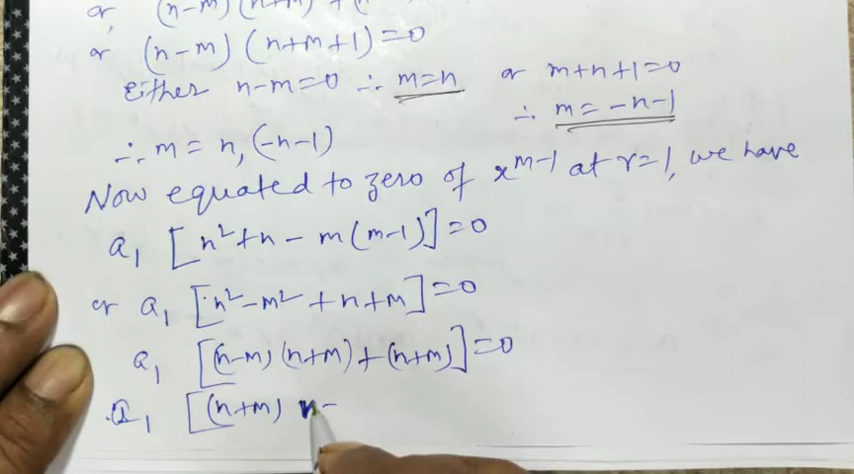 or (n-m) (n+m) + (n
or (n-m) (n+m+1)=0
Either n-m=0 ∴ m=n or m+n+1=0
∴ m = -n-1
∴ m = n, (-n-1)
Now equated to zero of x^{m-1} at r=1, we have
a_1 [n^2+n - m(m-1)]=0
or a_1 [n^2-m^2+n+m]=0
a_1 [(n-m) (n+m) + (n+m)]=0
a_1 [(n+m) n-